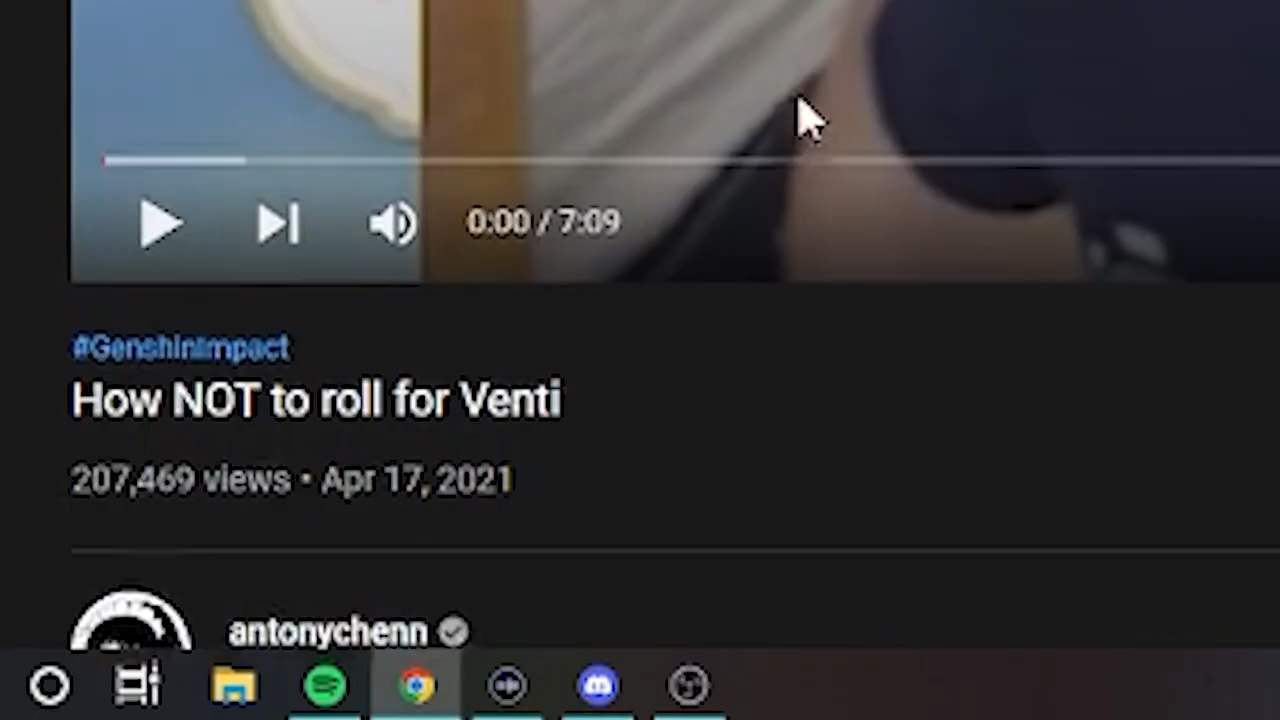 0:00 / 7:09
#GenshinImpact
How NOT to roll for Venti
207,469 views • Apr 17, 2021
antonychenn